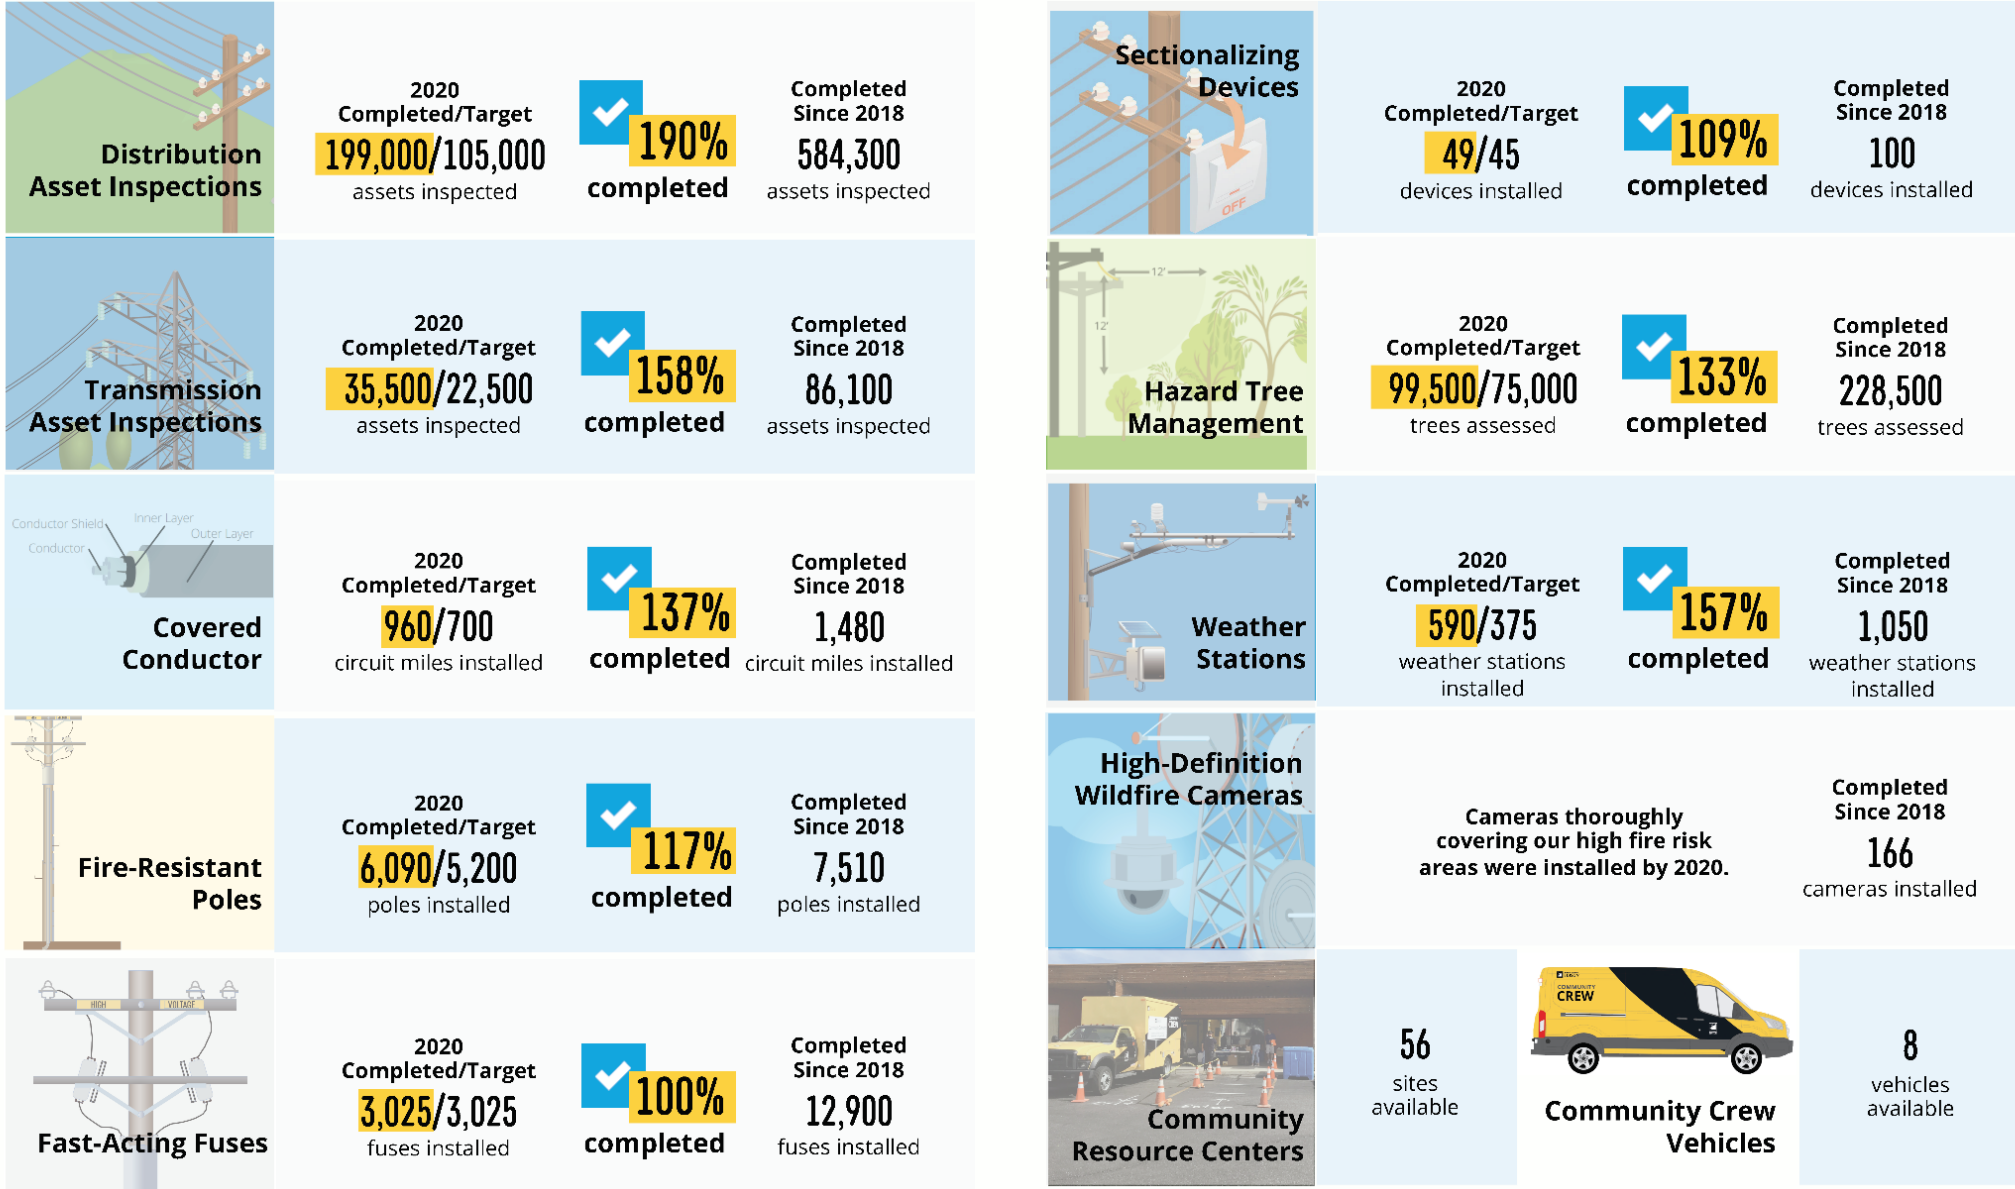 Distribution
Asset Inspections
2020
Completed/Target
199,000/105,000
assets inspected
190%
completed
Completed
Since 2018
584,300
assets inspected
Transmission
Asset Inspections
2020
Completed/Target
35,500/22,500
assets inspected
158%
completed
Completed
Since 2018
86,100
assets inspected
Conductor Shield
Inner Layer
Outer Layer
Conductor
Covered
Conductor
2020
Completed/Target
960/700
circuit miles installed
137%
completed
Completed
Since 2018
1,480
circuit miles installed
Fire-Resistant
Poles
2020
Completed/Target
6,090/5,200
poles installed
117%
completed
Completed
Since 2018
7,510
poles installed
HIGH VOLTAGE
Fast-Acting Fuses
2020
Completed/Target
3,025/3,025
fuses installed
100%
completed
Completed
Since 2018
12,900
fuses installed
Sectionalizing
Devices
OFF
2020
Completed/Target
49/45
devices installed
109%
completed
Completed
Since 2018
100
devices installed
12'
12'
Hazard Tree
Management
2020
Completed/Target
99,500/75,000
trees assessed
133%
completed
Completed
Since 2018
228,500
trees assessed
Weather
Stations
2020
Completed/Target
590/375
weather stations
installed
157%
completed
Completed
Since 2018
1,050
weather stations
installed
High-Definition
Wildfire Cameras
Cameras thoroughly
covering our high fire risk
areas were installed by 2020.
Completed
Since 2018
166
cameras installed
Community
Resource Centers
56
sites
available
COMMUNITY
CREW
Community Crew
Vehicles
8
vehicles
available